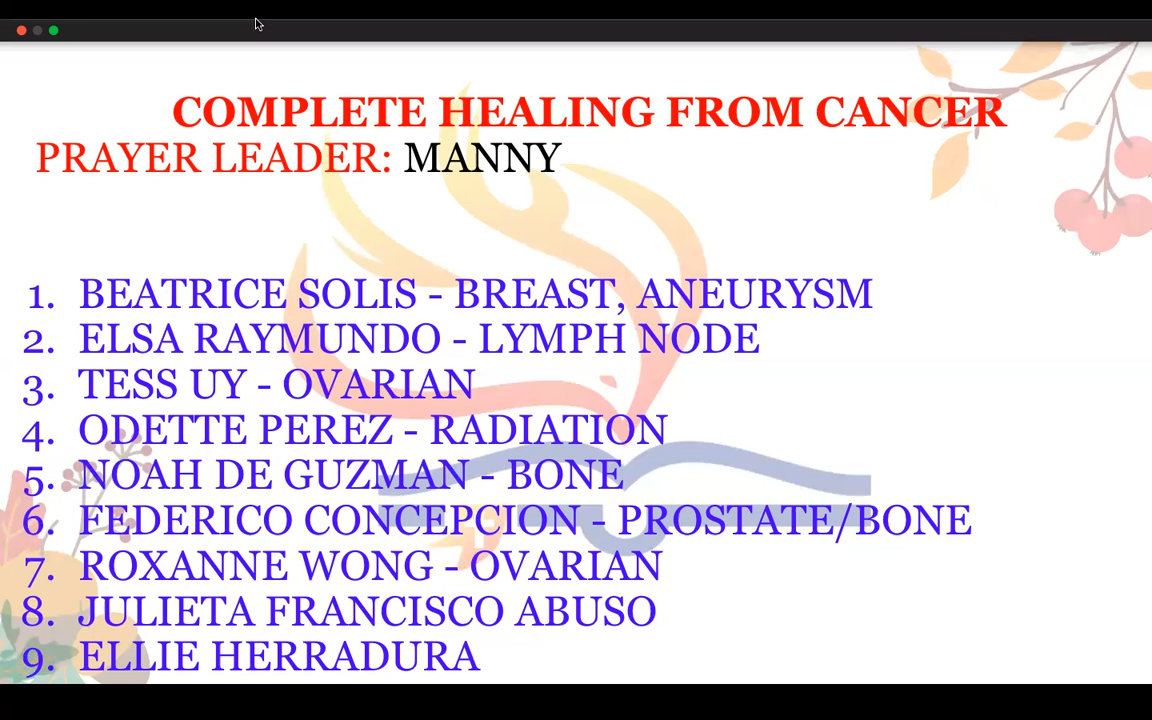 COMPLETE HEALING FROM CANCER
PRAYER LEADER: MANNY
1. BEATRICE SOLIS - BREAST, ANEURYSM
2. ELSA RAYMUNDO - LYMPH NODE
3. TESS UY - OVARIAN
4. ODETTE PEREZ - RADIATION
5. NOAH DE GUZMAN - BONE
6. FEDERICO CONCEPCION - PROSTATE/BONE
7. ROXANNE WONG - OVARIAN
8. JULIETA FRANCISCO ABUSO
9. ELLIE HERRADURA